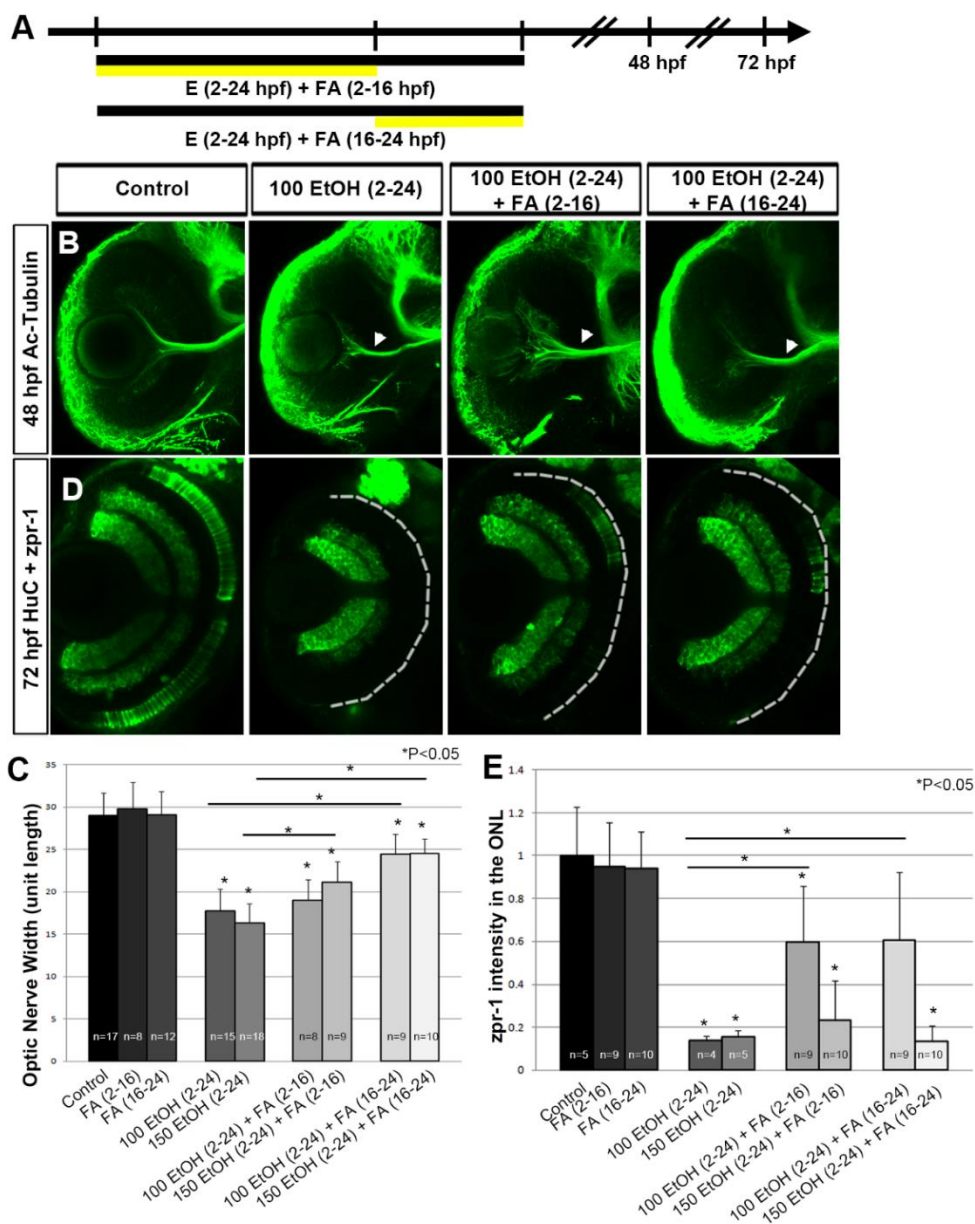 A
48 hpf
72 hpf
E (2-24 hpf) + FA (2-16 hpf)
E (2-24 hpf) + FA (16-24 hpf)
Control
100 EtOH (2-24)
100 EtOH (2-24)
+ FA (2-16)
100 EtOH (2-24)
+ FA (16-24)
48 hpf Ac-Tubulin
B
72 hpf HuC + zpr-1
D
C
*P<0.05
Optic Nerve Width (unit length)
35
30
25
20
15
10
5
0
*
*
*
* * * * * *
n=17 n=8 n=12 n=15 n=18 n=8 n=9 n=9 n=10
Control
FA (2-16)
FA (16-24)
100 EtOH (2-24)
150 EtOH (2-24)
100 EtOH (2-24) + FA (2-16)
150 EtOH (2-24) + FA (2-16)
100 EtOH (2-24) + FA (16-24)
150 EtOH (2-24) + FA (16-24)
E
*P<0.05
zpr-1 intensity in the ONL
1.4
1.2
1
0.8
0.6
0.4
0.2
0
*
*
* * * * *
n=5 n=9 n=10 n=4 n=5 n=9 n=10 n=9 n=10
Control
FA (2-16)
FA (16-24)
100 EtOH (2-24)
150 EtOH (2-24)
100 EtOH (2-24) + FA (2-16)
150 EtOH (2-24) + FA (2-16)
100 EtOH (2-24) + FA (16-24)
150 EtOH (2-24) + FA (16-24)